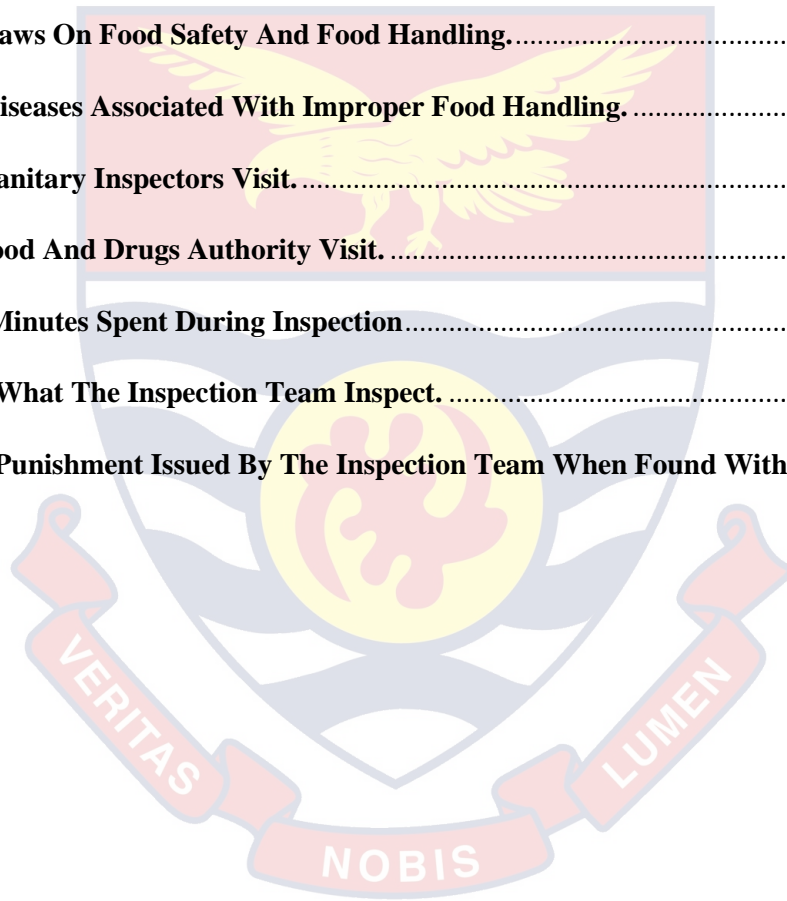 aws On Food Safety And Food Handling.
iseases Associated With Improper Food Handling.
anitary Inspectors Visit.
ood And Drugs Authority Visit.
Minutes Spent During Inspection
What The Inspection Team Inspect.
Punishment Issued By The Inspection Team When Found With
VERITAS
NOBIS
LUMEN